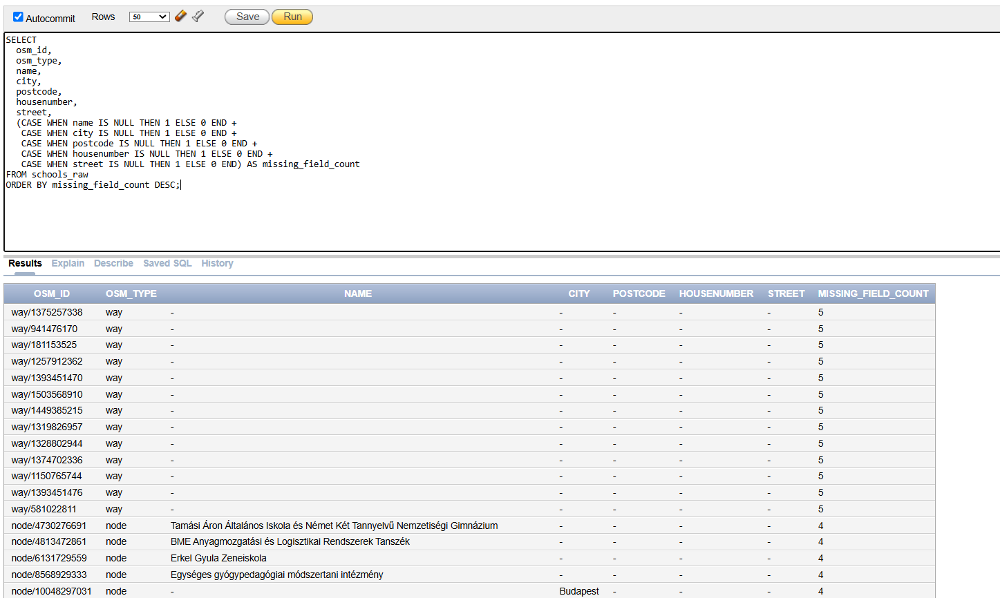 Autocommit Rows 50 Save Run
SELECT
osm_id,
osm_type,
name,
city,
postcode,
housenumber,
street,
(CASE WHEN name IS NULL THEN 1 ELSE 0 END +
CASE WHEN city IS NULL THEN 1 ELSE 0 END +
CASE WHEN postcode IS NULL THEN 1 ELSE 0 END +
CASE WHEN housenumber IS NULL THEN 1 ELSE 0 END +
CASE WHEN street IS NULL THEN 1 ELSE 0 END) AS missing_field_count
FROM schools_raw
ORDER BY missing_field_count DESC;
Results Explain Describe Saved SQL History
OSM_ID OSM_TYPE NAME CITY POSTCODE HOUSENUMBER STREET MISSING_FIELD_COUNT
way/1375257338 way - - - - - 5
way/941476170 way - - - - - 5
way/181153525 way - - - - - 5
way/1257912362 way - - - - - 5
way/1393451470 way - - - - - 5
way/1503568910 way - - - - - 5
way/1449385215 way - - - - - 5
way/1319826957 way - - - - - 5
way/1328802944 way - - - - - 5
way/1374702336 way - - - - - 5
way/1150765744 way - - - - - 5
way/1393451476 way - - - - - 5
way/581022811 way - - - - - 5
node/4730276691 node Tamási Áron Általános Iskola és Német Két Tannyelvű Nemzetiségi Gimnázium - - - - 4
node/4813472861 node BME Anyagmozgatási és Logisztikai Rendszerek Tanszék - - - - 4
node/6131729559 node Erkel Gyula Zeneiskola - - - - 4
node/8568929333 node Egységes gyógypedagógiai módszertani intézmény - - - - 4
node/10048297031 node - Budapest - - - 4